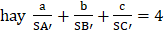 hay a/SA′ + b/SB′ + c/SC′ = 4